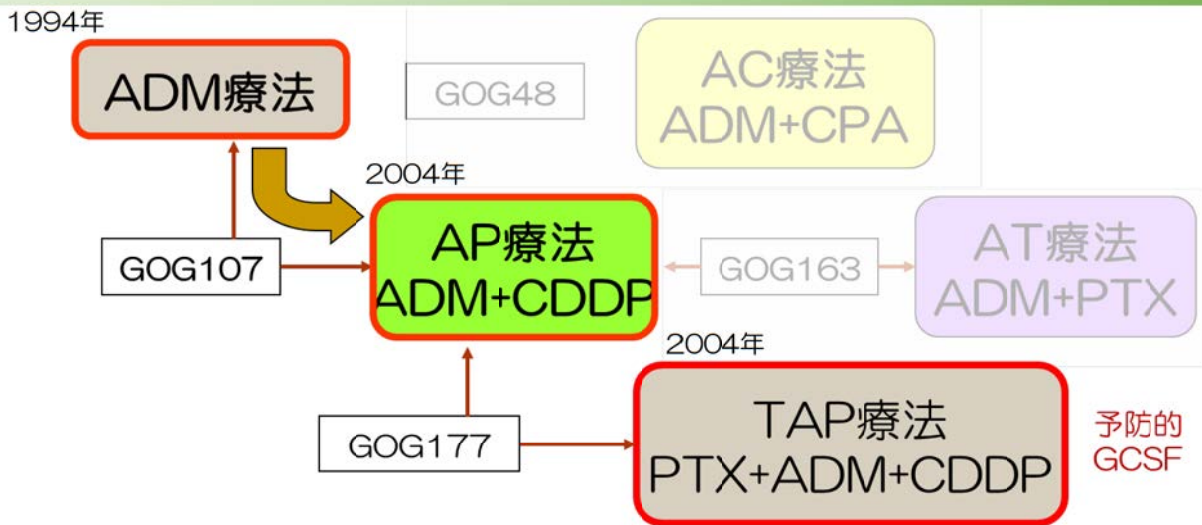 1994年
ADM療法
GOG48
AC療法
ADM+CPA
2004年
GOG107
AP療法
ADM+CDDP
GOG163
AT療法
ADM+PTX
2004年
GOG177
TAP療法
PTX+ADM+CDDP
予防的
GCSF